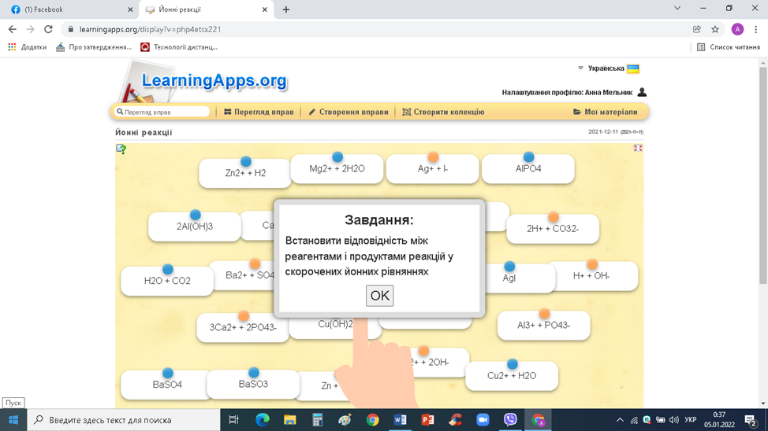 (1) Facebook
Йонні реакції
learningapps.org/display?v=php4etsx221
A
Додатки
Про затвердження...
Технології дистанц...
Список читання
LearningApps.org
Українська
Налаштування профілю: Анна Мельник
Перегляд вправ
Перегляд вправ
Створення вправи
Створити колекцію
Мої матеріали
Йонні реакції
2021-12-11
Zn2+ + H2
Mg2+ + 2H2O
Ag+ + I-
AlPO4
2Al(OH)3
Ca
2H+ + CO32-
Завдання:
Встановити відповідність між
реагентами і продуктами реакцій у
скорочених йонних рівняннях
OK
H2O + CO2
Ba2+ + SO4
AgI
H+ + OH-
3Ca2+ + 2PO43-
Cu(OH)2
Al3+ + PO43-
+ 2OH-
BaSO4
BaSO3
Zn +
Cu2+ + H2O
Пуск
Введите здесь текст для поиска
УКР
0:37
05.01.2022
2